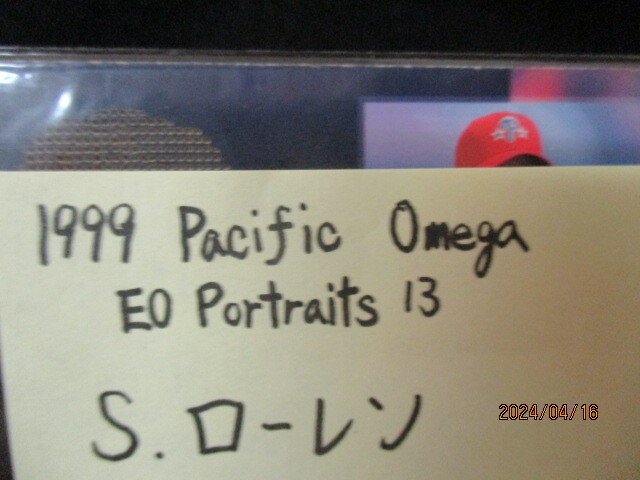 1999 Pacific Omega
EO Portraits 13
S. ローレン
2024/04/16